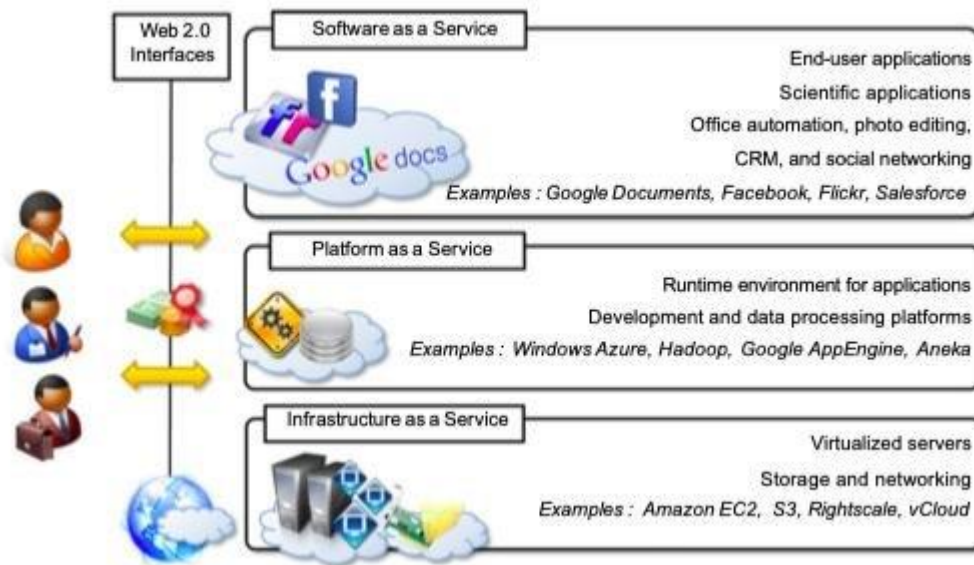 Web 2.0
Interfaces
Software as a Service
End-user applications
Scientific applications
Office automation, photo editing,
CRM, and social networking
Examples : Google Documents, Facebook, Flickr, Salesforce
f
fr
Google docs
Platform as a Service
Runtime environment for applications
Development and data processing platforms
Examples : Windows Azure, Hadoop, Google AppEngine, Aneka
Infrastructure as a Service
Virtualized servers
Storage and networking
Examples : Amazon EC2, S3, Rightscale, vCloud